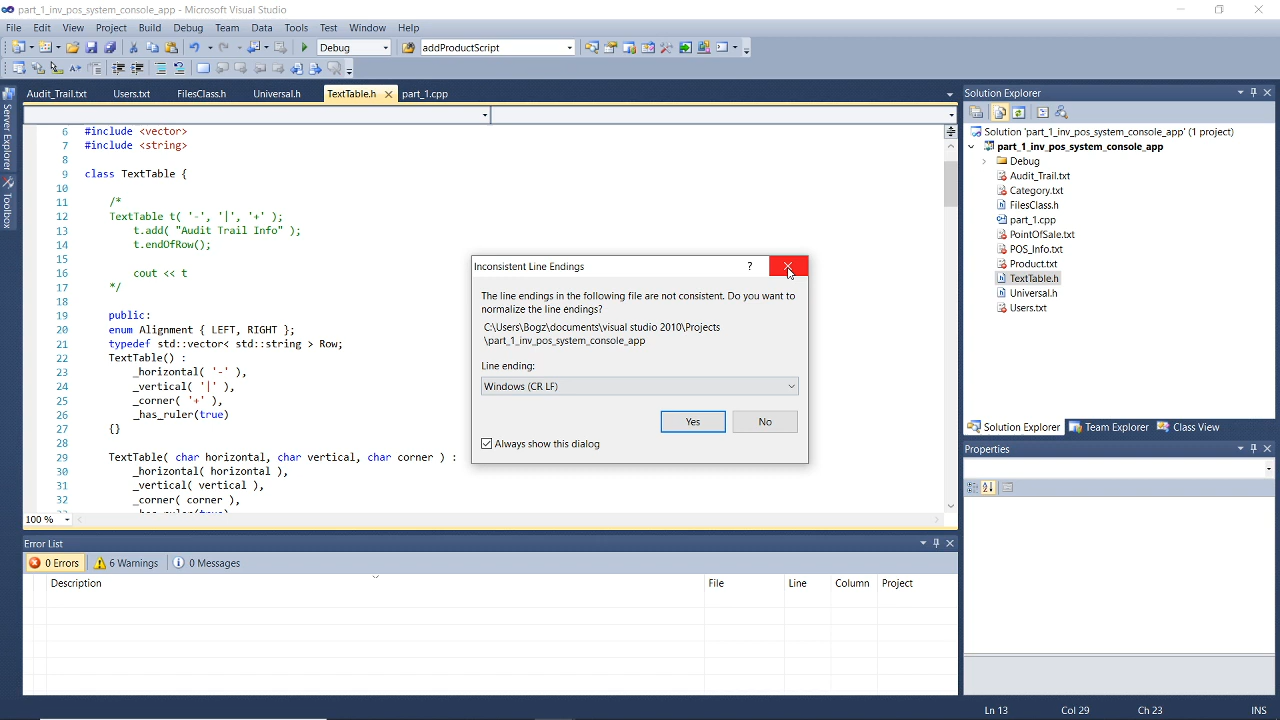 part_1_inv_pos_system_console_app - Microsoft Visual Studio
File Edit View Project Build Debug Team Data Tools Test Window Help
Debug addProductScript
Audit_Trail.txt Users.txt FilesClass.h Universal.h TextTable.h part_1.cpp
Server Explorer
Toolbox
6 #include <vector>
7 #include <string>
8
9 class TextTable {
10
11 /*
12 TextTable t( '-', '|', '+' );
13 t.add( "Audit Trail Info" );
14 t.endOfRow();
15
16 cout << t
17 */
18
19 public:
20 enum Alignment { LEFT, RIGHT };
21 typedef std::vector< std::string > Row;
22 TextTable() :
23 _horizontal( '-' ),
24 _vertical( '|' ),
25 _corner( '+' ),
26 _has_ruler(true)
27 {}
28
29 TextTable( char horizontal, char vertical, char corner ) :
30 _horizontal( horizontal ),
31 _vertical( vertical ),
32 _corner( corner ),
100 %
Inconsistent Line Endings ?
The line endings in the following file are not consistent. Do you want to
normalize the line endings?
C:\Users\Bogz\documents\visual studio 2010\Projects
\part_1_inv_pos_system_console_app
Line ending:
Windows (CR LF)
Yes No
Always show this dialog
Solution Explorer
Solution 'part_1_inv_pos_system_console_app' (1 project)
part_1_inv_pos_system_console_app
Debug
Audit_Trail.txt
Category.txt
FilesClass.h
part_1.cpp
PointOfSale.txt
POS_Info.txt
Product.txt
TextTable.h
Universal.h
Users.txt
Solution Explorer Team Explorer Class View
Properties
Error List
0 Errors 6 Warnings 0 Messages
Description File Line Column Project
Ln 13 Col 29 Ch 23 INS